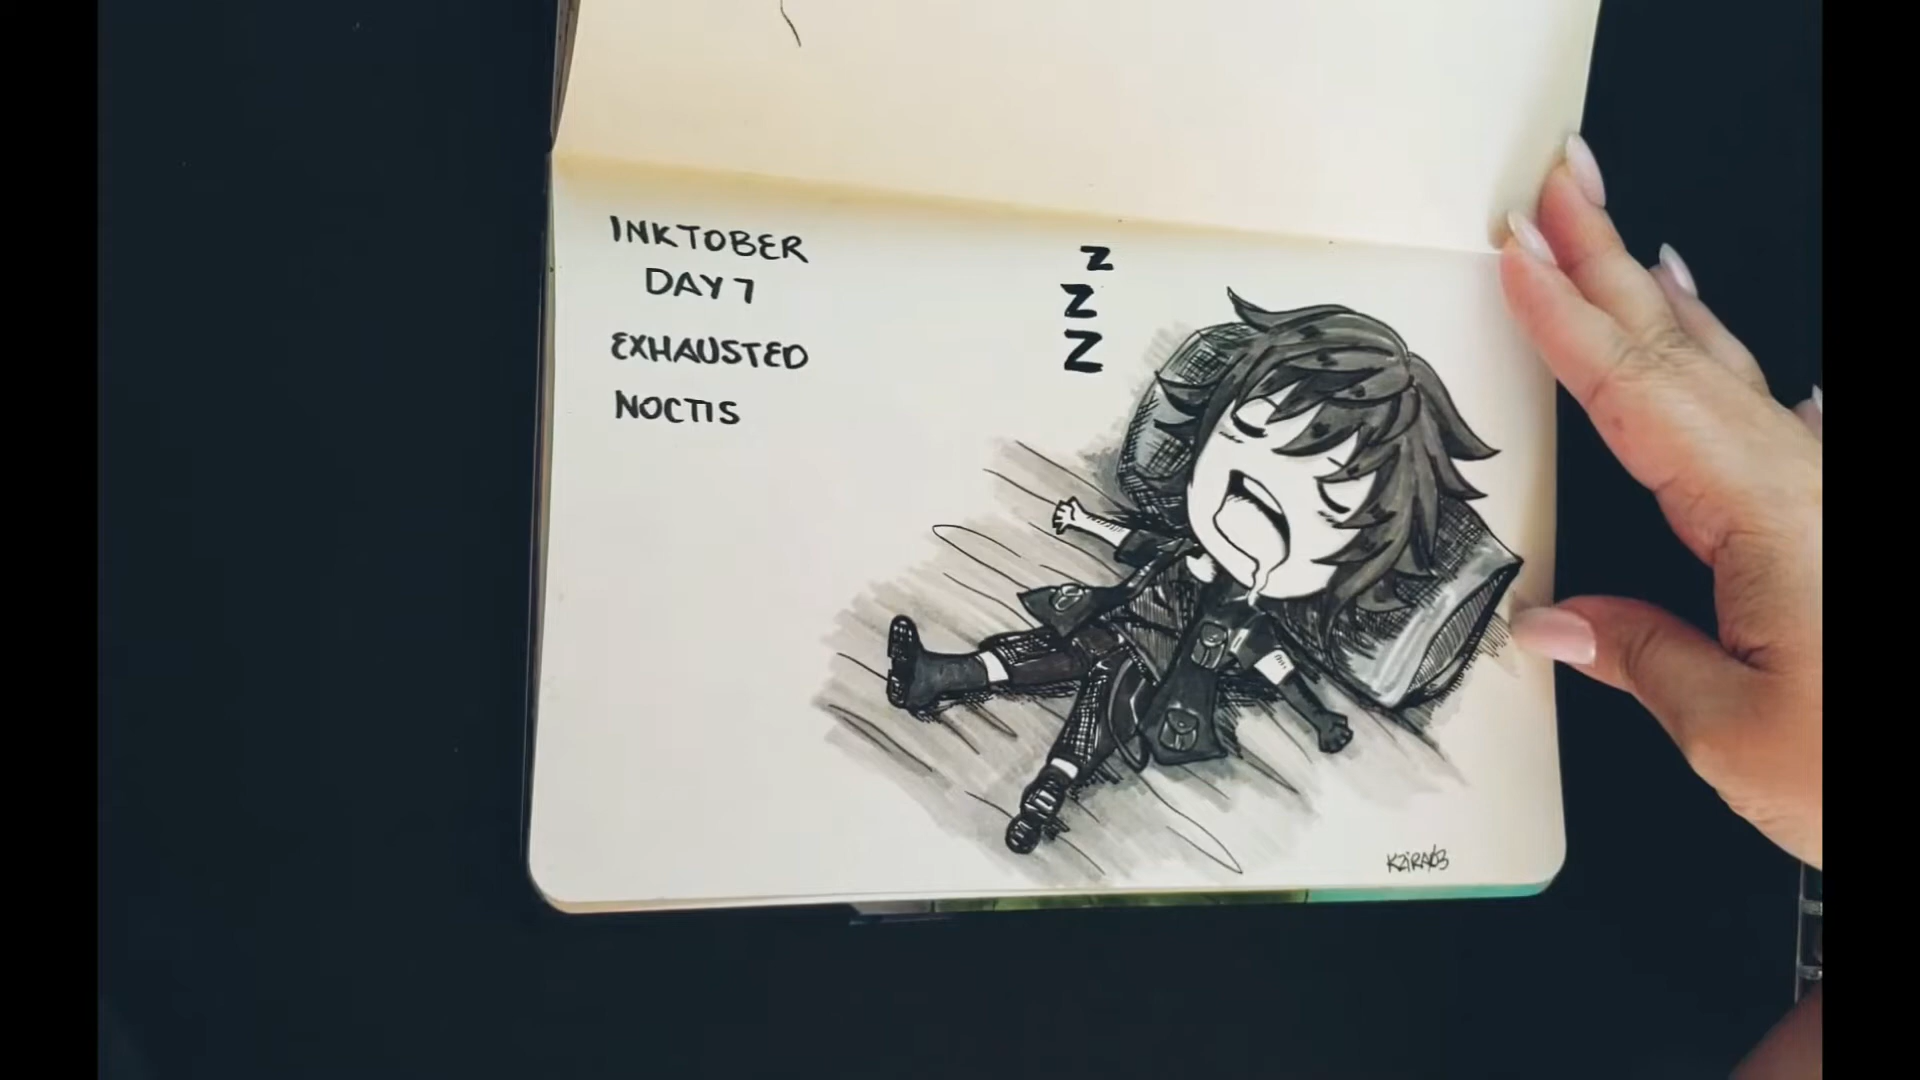 INKTOBER
DAY 7
EXHAUSTED
NOCTIS
Z
Z
Z